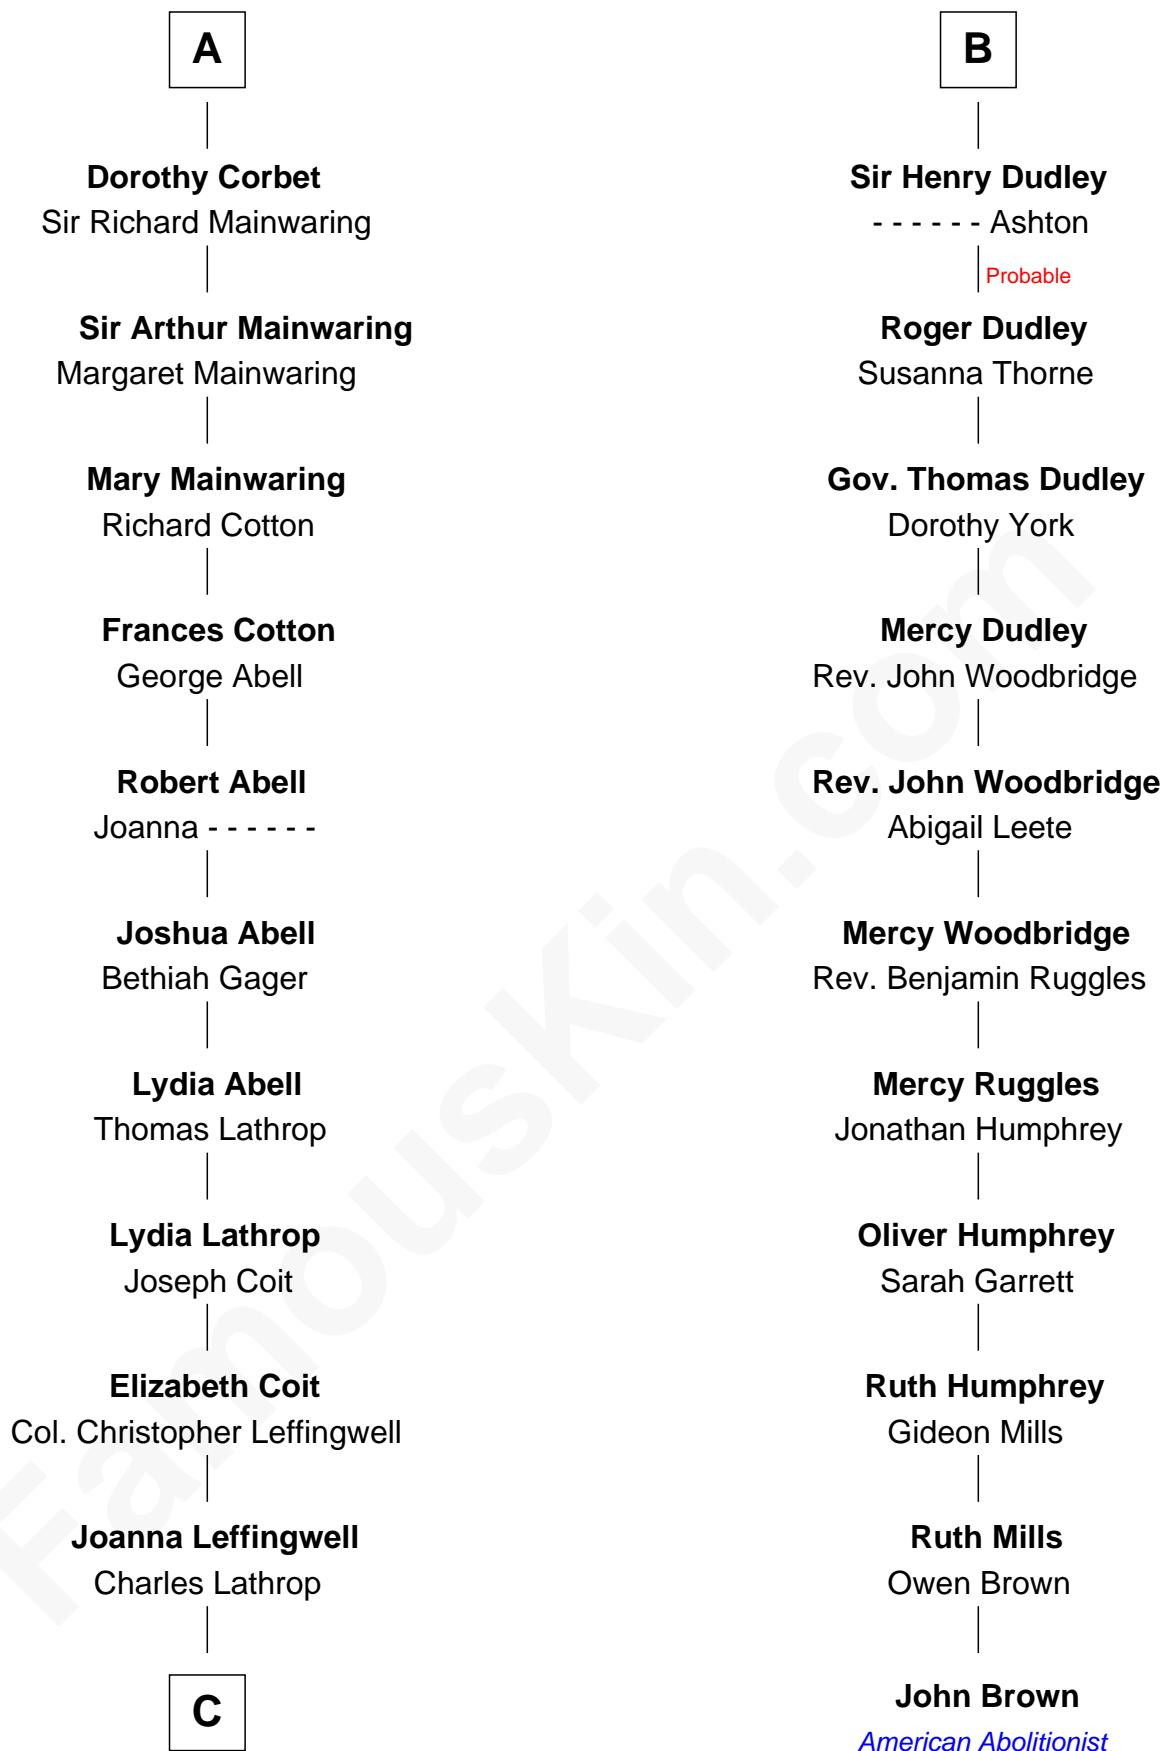 A
Dorothy Corbet
Sir Richard Mainwaring
Sir Arthur Mainwaring
Margaret Mainwaring
Mary Mainwaring
Richard Cotton
Frances Cotton
George Abell
Robert Abell
Joanna - - - - - -
Joshua Abell
Bethiah Gager
Lydia Abell
Thomas Lathrop
Lydia Lathrop
Joseph Coit
Elizabeth Coit
Col. Christopher Leffingwell
Joanna Leffingwell
Charles Lathrop
C
B
Sir Henry Dudley
- - - - - - Ashton
Probable
Roger Dudley
Susanna Thorne
Gov. Thomas Dudley
Dorothy York
Mercy Dudley
Rev. John Woodbridge
Rev. John Woodbridge
Abigail Leete
Mercy Woodbridge
Rev. Benjamin Ruggles
Mercy Ruggles
Jonathan Humphrey
Oliver Humphrey
Sarah Garrett
Ruth Humphrey
Gideon Mills
Ruth Mills
Owen Brown
John Brown
American Abolitionist
FamousKin.com